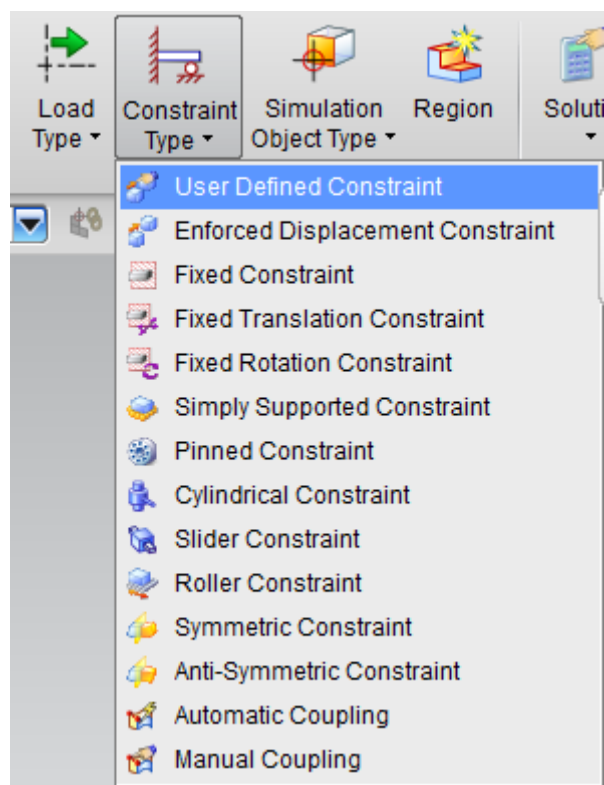 Load
Type
Constraint
Type
Simulation
Object Type
Region
Soluti
User Defined Constraint
Enforced Displacement Constraint
Fixed Constraint
Fixed Translation Constraint
Fixed Rotation Constraint
Simply Supported Constraint
Pinned Constraint
Cylindrical Constraint
Slider Constraint
Roller Constraint
Symmetric Constraint
Anti-Symmetric Constraint
Automatic Coupling
Manual Coupling